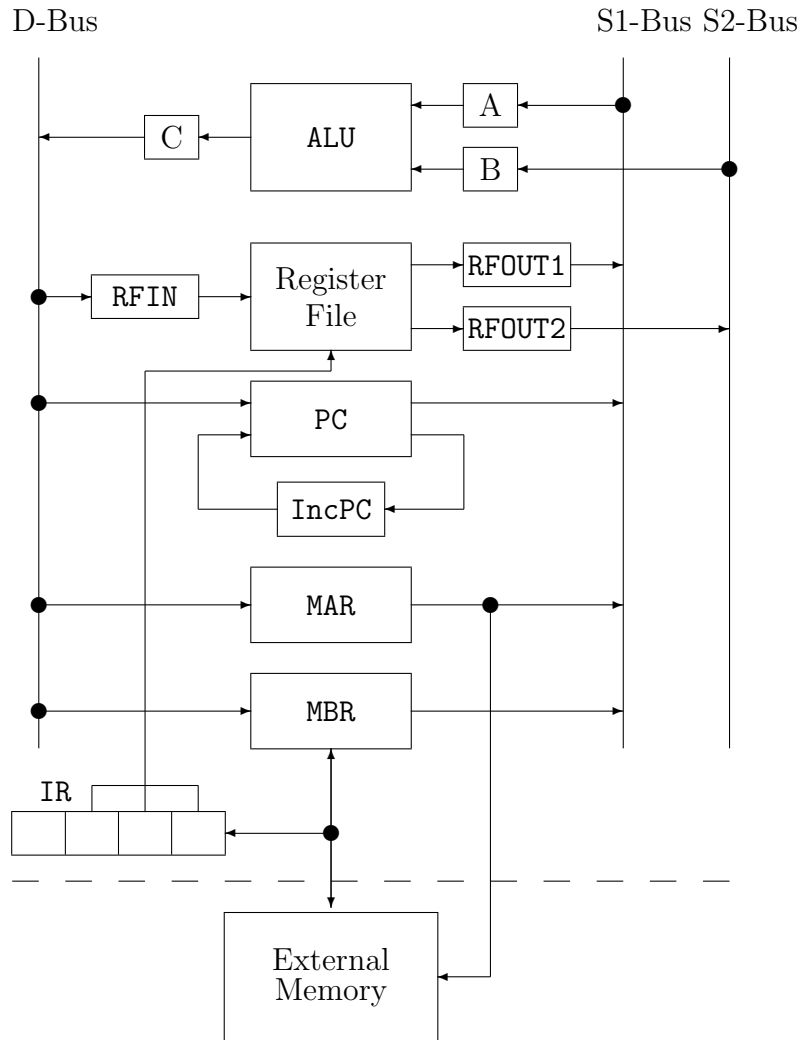 D-Bus
S1-Bus
S2-Bus
A
C
ALU
B
RFIN
Register
File
RFOUT1
RFOUT2
PC
IncPC
MAR
MBR
IR
External
Memory